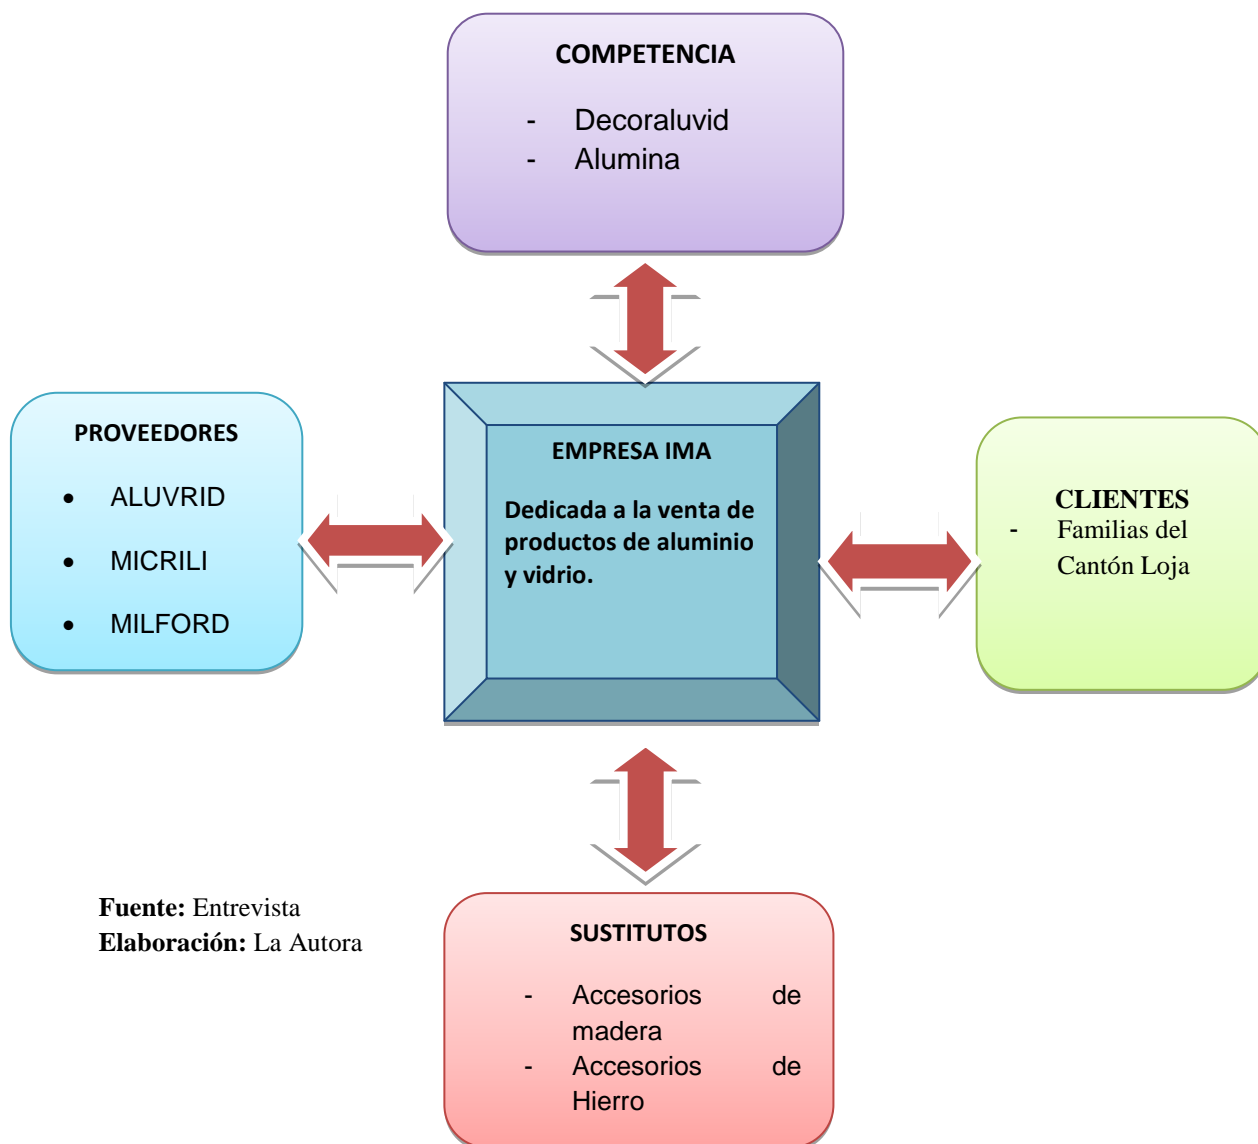 COMPETENCIA
- Decoraluvid
- Alumina
PROVEEDORES
• ALUVRID
• MICRILI
• MILFORD
EMPRESA IMA
Dedicada a la venta de
productos de aluminio
y vidrio.
CLIENTES
- Familias del
Cantón Loja
Fuente: Entrevista
Elaboración: La Autora
SUSTITUTOS
- Accesorios de
madera
- Accesorios de
Hierro